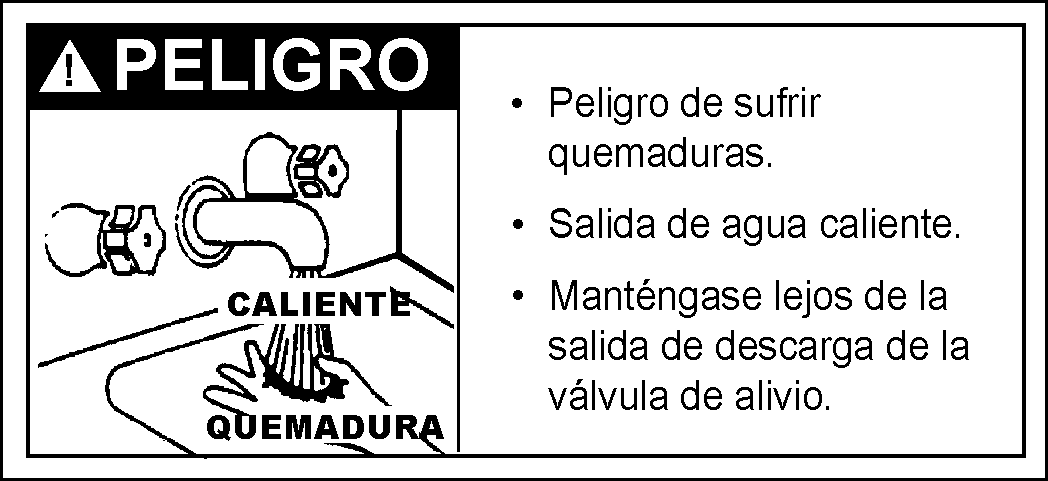 PELIGRO
CALIENTE
QUEMADURA
• Peligro de sufrir
quemaduras.
• Salida de agua caliente.
• Manténgase lejos de la
salida de descarga de la
válvula de alivio.